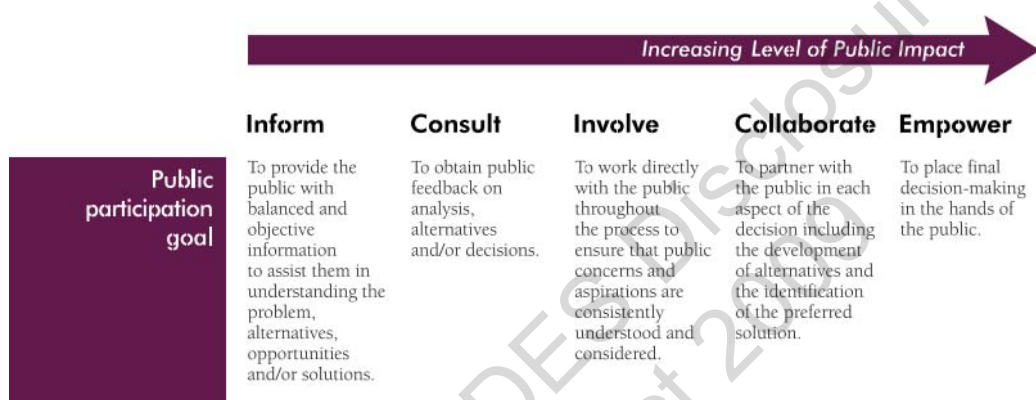 Increasing Level of Public Impact
Inform
Consult
Involve
Collaborate
Empower
Public
participation
goal
To provide the
public with
balanced and
objective
information
to assist them in
understanding the
problem,
alternatives,
opportunities
and/or solutions.
To obtain public
feedback on
analysis,
alternatives
and/or decisions.
To work directly
with the public
throughout
the process to
ensure that public
concerns and
aspirations are
consistently
understood and
considered.
To partner with
the public in each
aspect of the
decision including
the development
of alternatives and
the identification
of the preferred
solution.
To place final
decision-making
in the hands of
the public.
DES
2009